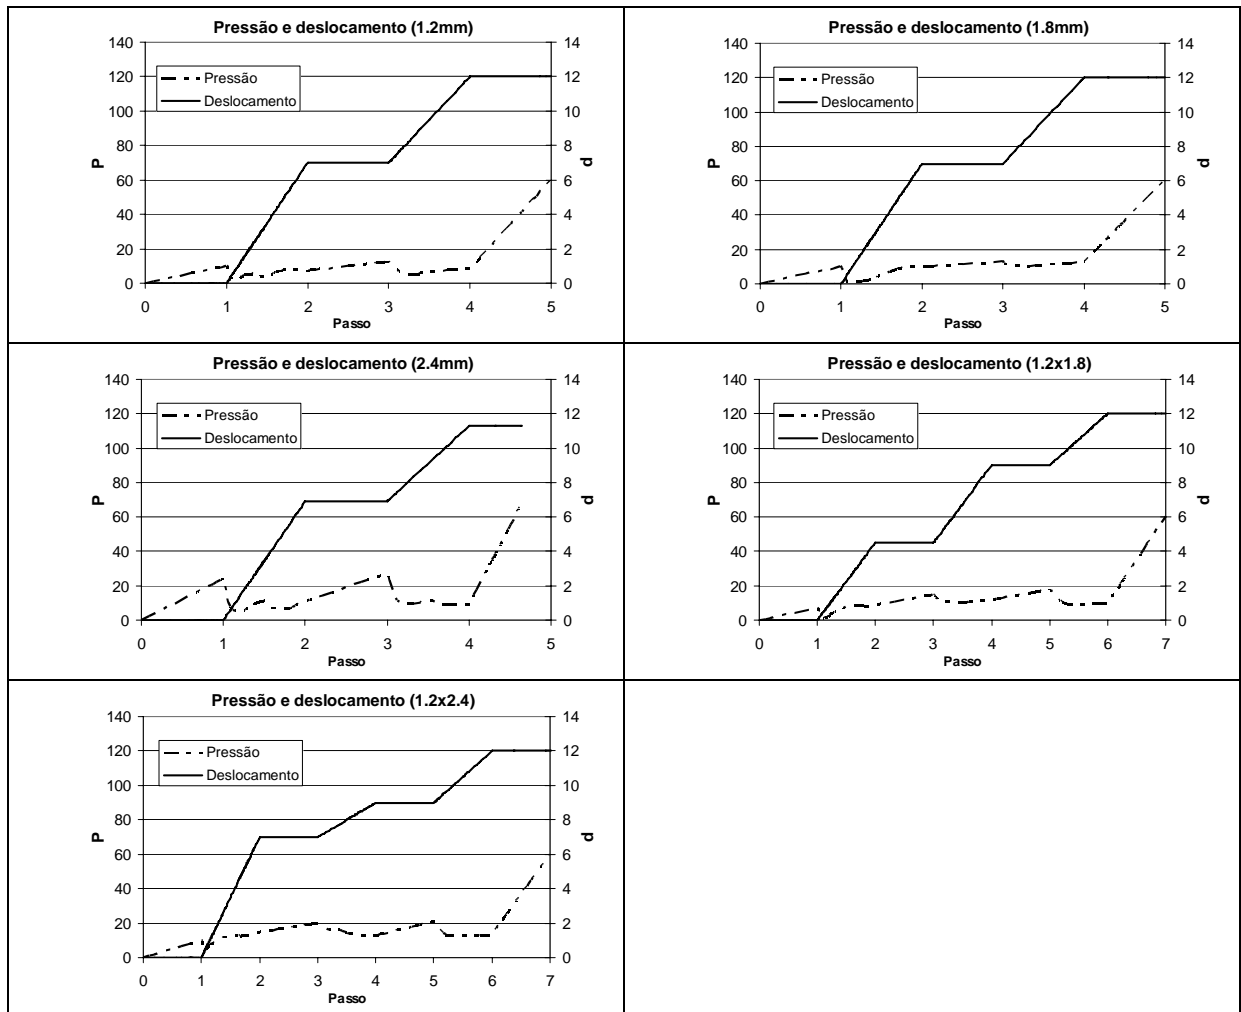 Pressão e deslocamento (1.2mm)
140 14
120 12
100 10
80 8
60 6
40 4
20 2
0 0
P
d
Pressão
Deslocamento
0 1 2 3 4 5
Passo
Pressão e deslocamento (1.8mm)
140 14
120 12
100 10
80 8
60 6
40 4
20 2
0 0
P
d
Pressão
Deslocamento
0 1 2 3 4 5
Passo
Pressão e deslocamento (2.4mm)
140 14
120 12
100 10
80 8
60 6
40 4
20 2
0 0
P
d
Pressão
Deslocamento
0 1 2 3 4 5
Passo
Pressão e deslocamento (1.2x1.8)
140 14
120 12
100 10
80 8
60 6
40 4
20 2
0 0
P
d
Pressão
Deslocamento
0 1 2 3 4 5 6 7
Passo
Pressão e deslocamento (1.2x2.4)
140 14
120 12
100 10
80 8
60 6
40 4
20 2
0 0
P
d
Pressão
Deslocamento
0 1 2 3 4 5 6 7
Passo